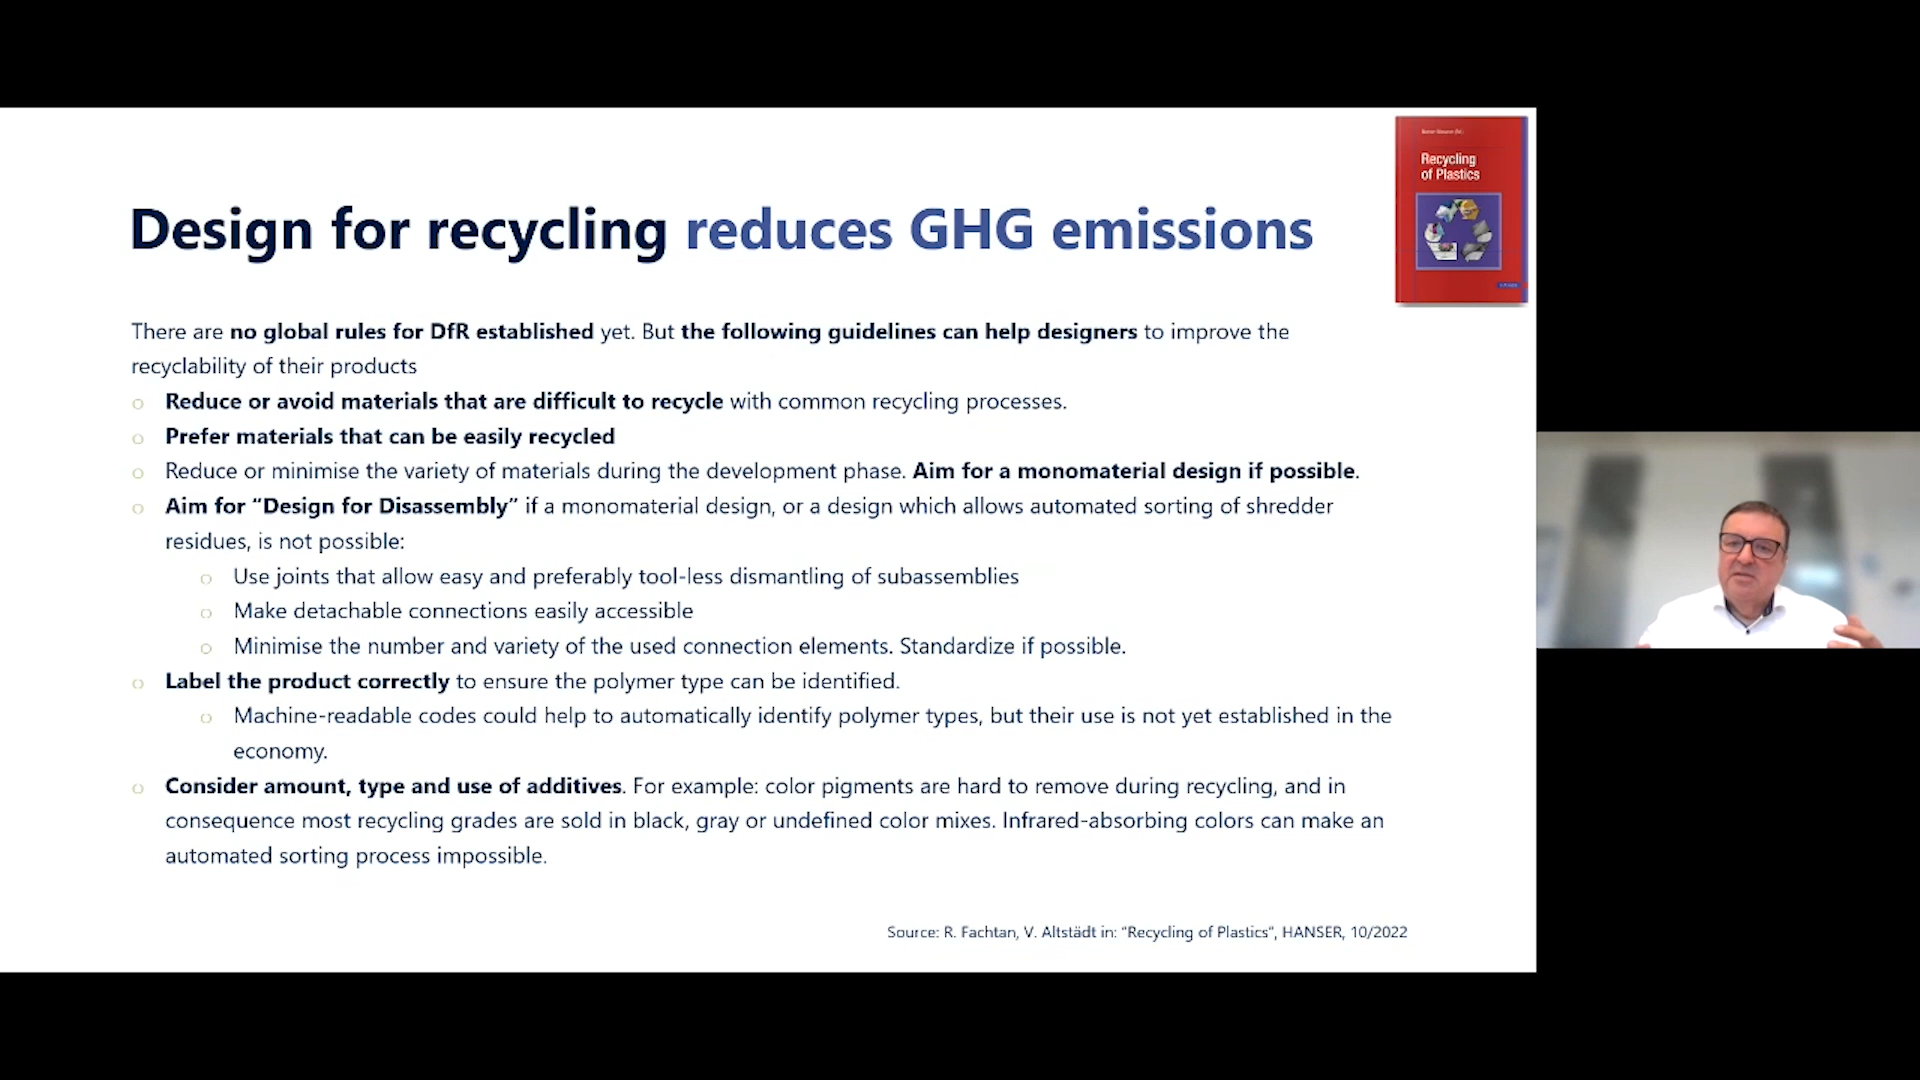 Recycling
of Plastics
Design for recycling reduces GHG emissions
There are no global rules for DfR established yet. But the following guidelines can help designers to improve the
recyclability of their products
Reduce or avoid materials that are difficult to recycle with common recycling processes.
Prefer materials that can be easily recycled
Reduce or minimise the variety of materials during the development phase. Aim for a monomaterial design if possible.
Aim for “Design for Disassembly” if a monomaterial design, or a design which allows automated sorting of shredder
residues, is not possible:
Use joints that allow easy and preferably tool-less dismantling of subassemblies
Make detachable connections easily accessible
Minimise the number and variety of the used connection elements. Standardize if possible.
Label the product correctly to ensure the polymer type can be identified.
Machine-readable codes could help to automatically identify polymer types, but their use is not yet established in the
economy.
Consider amount, type and use of additives. For example: color pigments are hard to remove during recycling, and in
consequence most recycling grades are sold in black, gray or undefined color mixes. Infrared-absorbing colors can make an
automated sorting process impossible.
Source: R. Fachtan, V. Altstädt in: “Recycling of Plastics”, HANSER, 10/2022